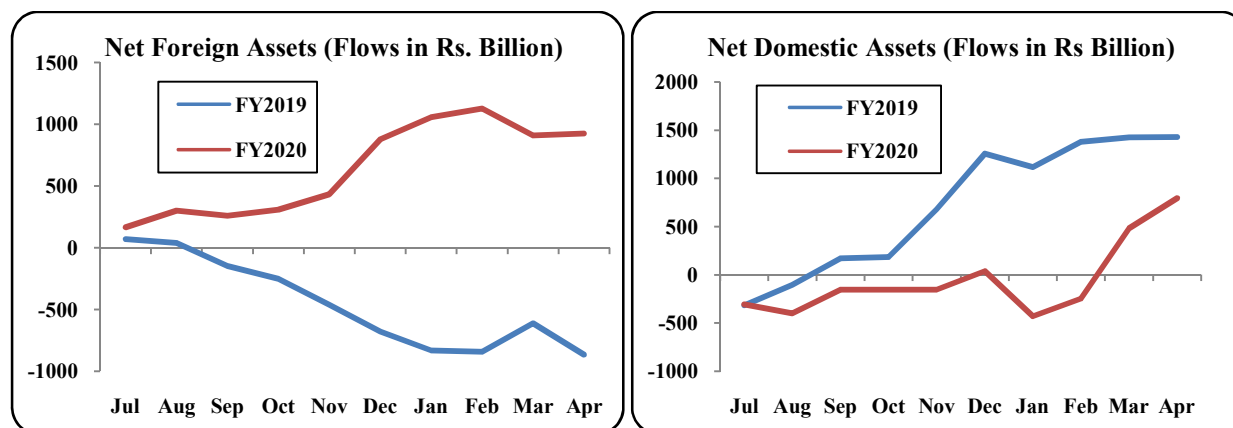 Net Foreign Assets (Flows in Rs. Billion)
1500
1000
500
0
-500
-1000
FY2019
FY2020
Jul Aug Sep Oct Nov Dec Jan Feb Mar Apr
Net Domestic Assets (Flows in Rs Billion)
2000
1500
1000
500
0
-500
-1000
FY2019
FY2020
Jul Aug Sep Oct Nov Dec Jan Feb Mar Apr